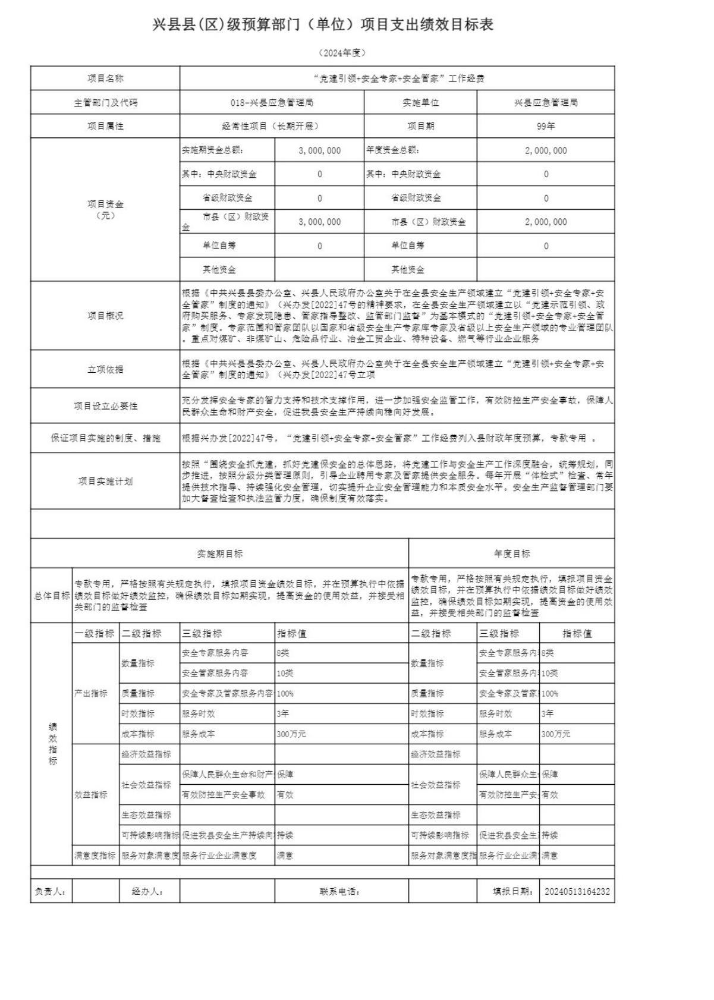 兴县县(区)级预算部门（单位）项目支出绩效目标表
（2024年度）
项目名称 “党建引领+安全专家+安全管家”工作经费
主管部门及代码 018-兴县应急管理局 实施单位 兴县应急管理局
项目属性 经常性项目（长期开展） 项目期 99年
项目资金
（元）
实施期资金总额： 3,000,000 年度资金总额： 2,000,000
其中：中央财政资金 0 其中：中央财政资金 0
省级财政资金 0 省级财政资金 0
市县（区）财政资
金 3,000,000 市县（区）财政资金 2,000,000
单位自筹 0 单位自筹 0
其他资金 其他资金
项目概况
根据《中共兴县县委办公室、兴县人民政府办公室关于在全县安全生产领域建立“党建引领+安全专家+安
全管家”制度的通知》（兴办发[2022]47号的精神要求，在全县安全生产领域建立以“党建示范引领、政
府购买服务、专家发现隐患、管家指导整改、监管部门监督”为基本模式的“党建引领+安全专家+安全管
家”制度。专家范围和管家团队以国家和省级安全生产专家库专家及省级以上安全生产领域的专业管理团队
。重点对煤矿、非煤矿山、危险品行业、冶金工贸企业、特种设备、燃气等行业企业服务
立项依据
根据《中共兴县县委办公室、兴县人民政府办公室关于在全县安全生产领域建立“党建引领+安全专家+安
全管家”制度的通知》（兴办发[2022]47号立项
项目设立必要性
充分发挥安全专家的智力支持和技术支撑作用，进一步加强安全监管工作，有效防控生产安全事故，保障人
民群众生命和财产安全，促进我县安全生产持续向稳向好发展。
保证项目实施的制度、措施 根据兴办发[2022]47号，“党建引领+安全专家+安全管家”工作经费列入县财政年度预算，专款专用 。
项目实施计划
按照“围绕安全抓党建，抓好党建保安全的总体思路，将党建工作与安全生产工作深度融合，统筹规划，同
步推进，按照分级分类管理原则，引导企业聘用专家及管家提供安全服务。每年开展“体检式”检查、常年
提供技术指导、持续强化安全管理，切实提升企业安全管理能力和本质安全水平。安全生产监督管理部门要
加大督查检查和执法监管力度，确保制度有效落实。
实施期目标 年度目标
总体目标
专款专用，严格按照有关规定执行，填报项目资金绩效目标，并在预算执行中依据
绩效目标做好绩效监控，确保绩效目标如期实现，提高资金的使用效益，并接受相
关部门的监督检查
专款专用，严格按照有关规定执行，填报项目资金
绩效目标，并在预算执行中依据绩效目标做好绩效
监控，确保绩效目标如期实现，提高资金的使用效
益，并接受相关部门的监督检查
绩
效
指
标
一级指标 二级指标 三级指标 指标值 二级指标 三级指标 指标值
产出指标 数量指标 安全专家服务内容 8类 数量指标 安全专家服务内 8类
安全管家服务内容 10类 安全管家服务内 10类
质量指标 安全专家及管家服务内容 100% 质量指标 安全专家及管家 100%
时效指标 服务时效 3年 时效指标 服务时效 3年
成本指标 服务成本 300万元 成本指标 服务成本 300万元
效益指标 经济效益指标 经济效益指标
社会效益指标 保障人民群众生命和财产 保障 社会效益指标 保障人民群众生 保障
有效防控生产安全事故 有效 有效防控生产安 有效
生态效益指标 生态效益指标
可持续影响指标 促进我县安全生产持续向 持续 可持续影响指标 促进我县安全生 持续
满意度指标 服务对象满意度 服务行业企业满意度 满意 服务对象满意度指 服务行业企业满 满意
负责人： 经办人： 联系电话： 填报日期： 20240513164232